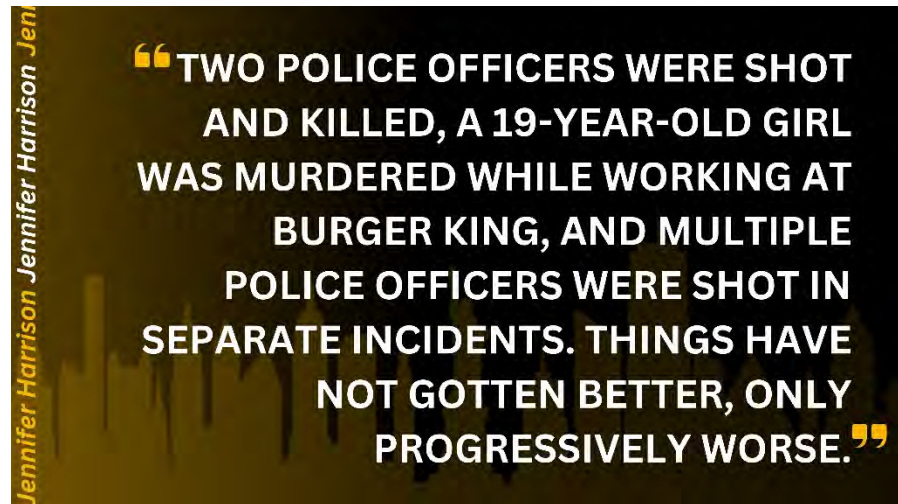 “TWO POLICE OFFICERS WERE SHOT
AND KILLED, A 19-YEAR-OLD GIRL
WAS MURDERED WHILE WORKING AT
BURGER KING, AND MULTIPLE
POLICE OFFICERS WERE SHOT IN
SEPARATE INCIDENTS. THINGS HAVE
NOT GOTTEN BETTER, ONLY
PROGRESSIVELY WORSE.”
Jennifer Harrison Jennifer Harrison Jen